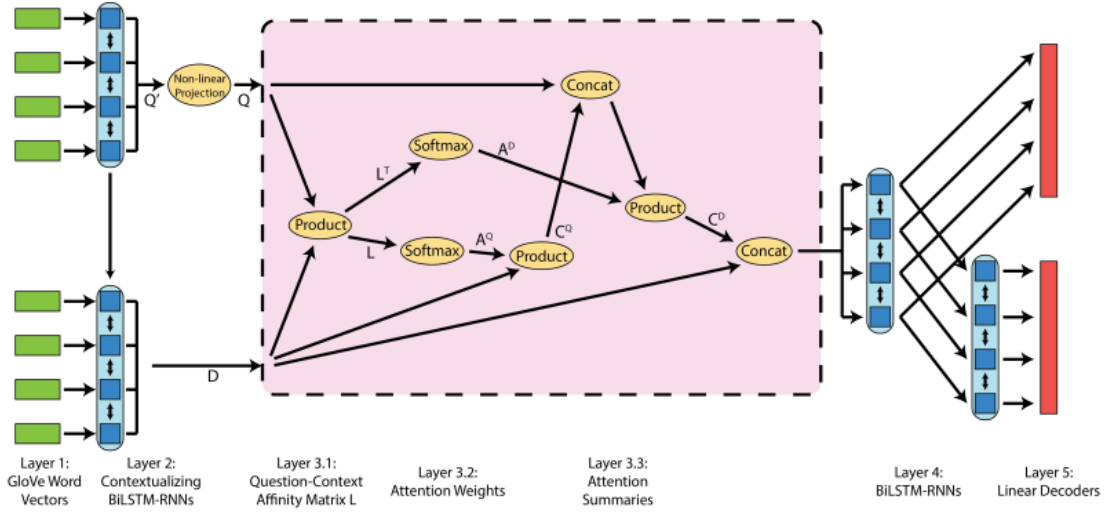 Non-linear
Projection
Q'
Q
Concat
Softmax
A^D
L^T
Product
Product
C^D
L
Softmax
A^Q
Product
C^Q
Concat
D
Layer 1:
GloVe Word
Vectors
Layer 2:
Contextualizing
BiLSTM-RNNs
Layer 3.1:
Question-Context
Affinity Matrix L
Layer 3.2:
Attention Weights
Layer 3.3:
Attention
Summaries
Layer 4:
BiLSTM-RNNs
Layer 5:
Linear Decoders